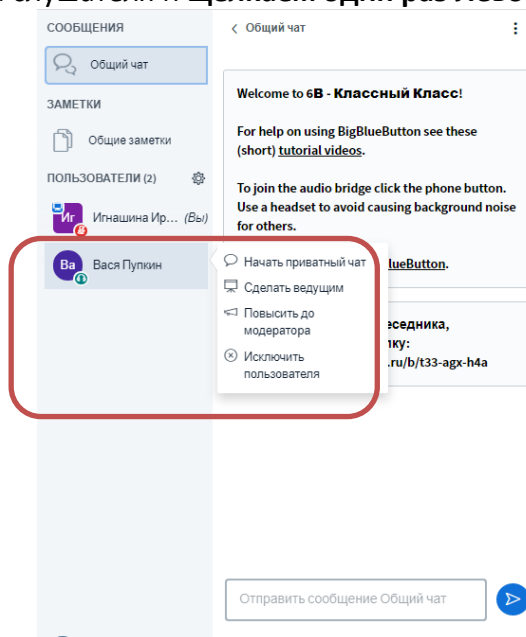 СООБЩЕНИЯ
Общий чат
ЗАМЕТКИ
Общие заметки
ПОЛЬЗОВАТЕЛИ (2)
Иг
Игнашина Ир... (Вы)
Ва
Вася Пупкин
Общий чат
Welcome to 6В - Классный Класс!
For help on using BigBlueButton see these
(short) tutorial videos.
To join the audio bridge click the phone button.
Use a headset to avoid causing background noise
for others.
lueButton.
Начать приватный чат
Сделать ведущим
Повысить до
модератора
Исключить
пользователя
еседника,
лку:
.ru/b/t33-agx-h4a
Отправить сообщение Общий чат